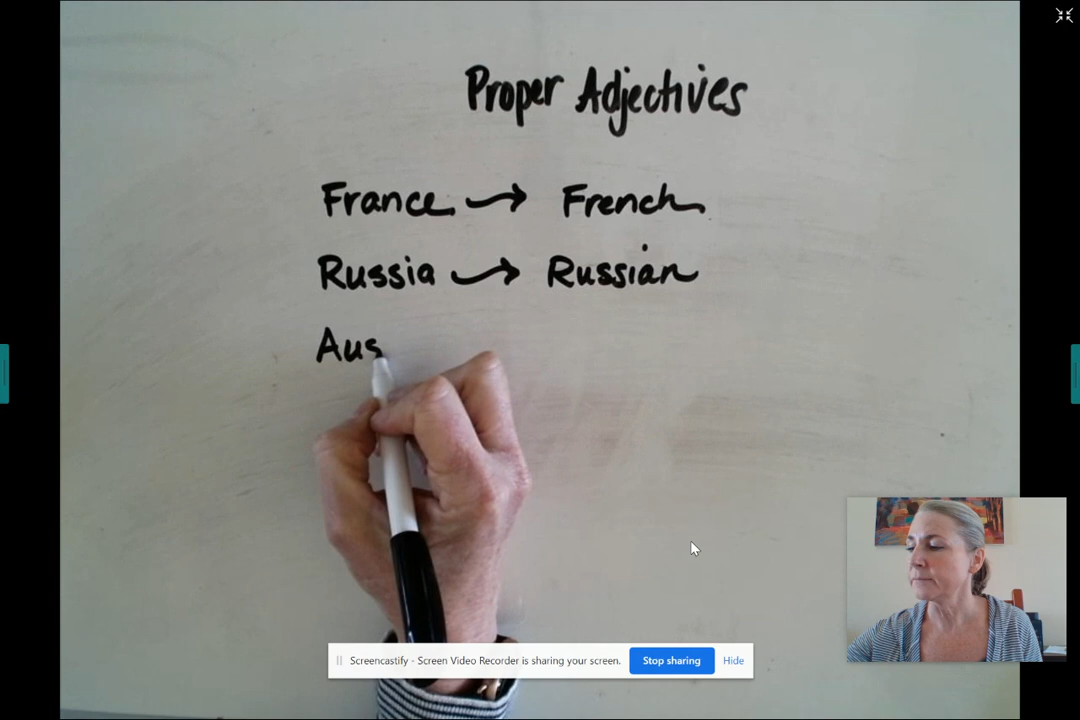 Proper Adjectives
France → French
Russia → Russian
Aus
Screencastify - Screen Video Recorder is sharing your screen. Stop sharing Hide